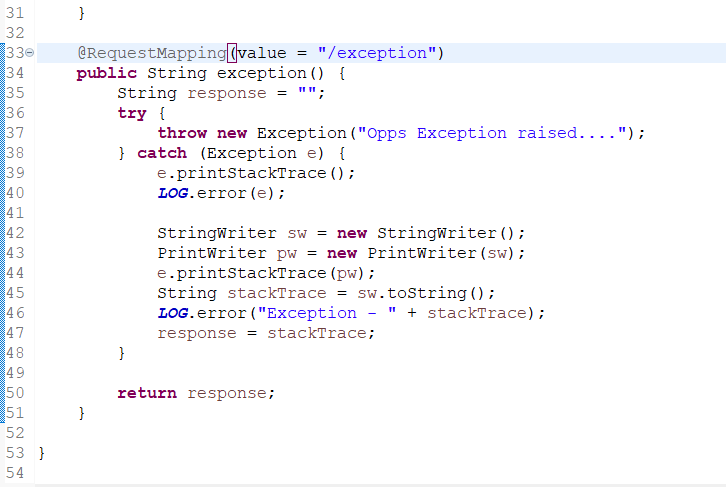 31 }
32
33 @RequestMapping(value = "/exception")
34 public String exception() {
35 String response = "";
36 try {
37 throw new Exception("Opps Exception raised....");
38 } catch (Exception e) {
39 e.printStackTrace();
40 LOG.error(e);
41
42 StringWriter sw = new StringWriter();
43 PrintWriter pw = new PrintWriter(sw);
44 e.printStackTrace(pw);
45 String stackTrace = sw.toString();
46 LOG.error("Exception - " + stackTrace);
47 response = stackTrace;
48 }
49
50 return response;
51 }
52
53 }
54